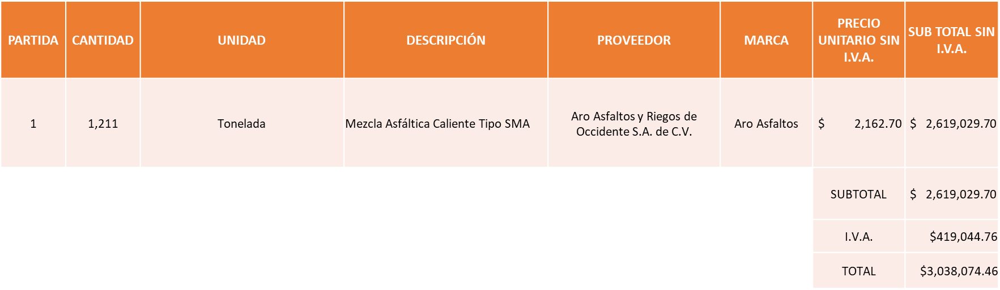 PARTIDA CANTIDAD UNIDAD DESCRIPCIÓN PROVEEDOR MARCA PRECIO UNITARIO SIN I.V.A. SUB TOTAL SIN I.V.A.
1 1,211 Tonelada Mezcla Asfáltica Caliente Tipo SMA Aro Asfaltos y Riegos de Occidente S.A. de C.V. Aro Asfaltos $ 2,162.70 $ 2,619,029.70
SUBTOTAL $ 2,619,029.70
I.V.A. $419,044.76
TOTAL $3,038,074.46